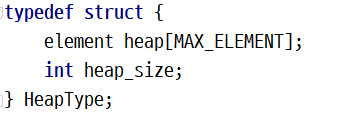 typedef struct {
    element heap[MAX_ELEMENT];
    int heap_size;
} HeapType;